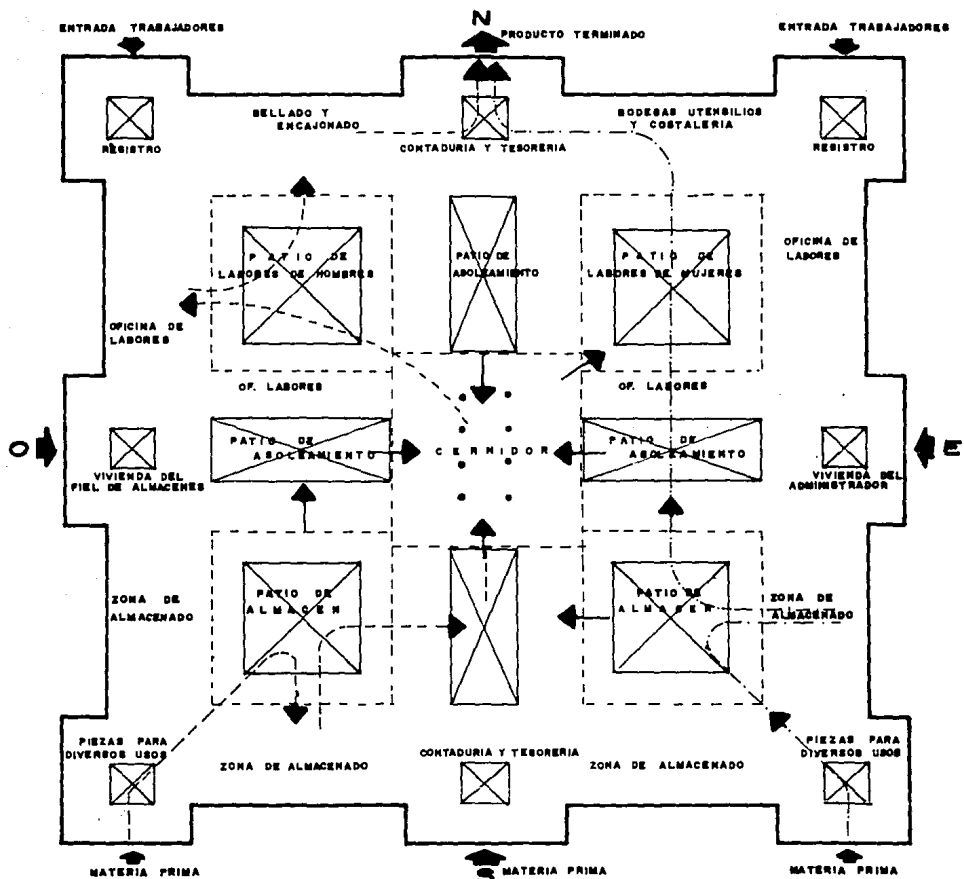 N
ENTRADA TRABAJADORES
PRODUCTO TERMINADO
ENTRADA TRABAJADORES
SELLADO Y
ENCAJONADO
BODEGAS UTENSILIOS
Y COSTALERIA
REGISTRO
CONTADURIA Y TESORERIA
REGISTRO
PATIO DE
LABORES DE HOMBRES
PATIO DE
ASOLEAMIENTO
PATIO DE
LABORES DE MUJERES
OFICINA DE
LABORES
OFICINA DE
LABORES
OF. LABORES
OF. LABORES
O
PATIO DE
ASOLEAMIENTO
CERNIDOR
PATIO DE
ASOLEAMIENTO
E
VIVIENDA DEL
FIEL DE ALMACENES
VIVIENDA DEL
ADMINISTRADOR
ZONA DE
ALMACENADO
PATIO DE
ALMACEN
PATIO DE
ALMACEN
ZONA DE
ALMACENADO
PIEZAS PARA
DIVERSOS USOS
ZONA DE ALMACENADO
CONTADURIA Y TESORERIA
ZONA DE ALMACENADO
PIEZAS PARA
DIVERSOS USOS
MATERIA PRIMA
S
MATERIA PRIMA
MATERIA PRIMA